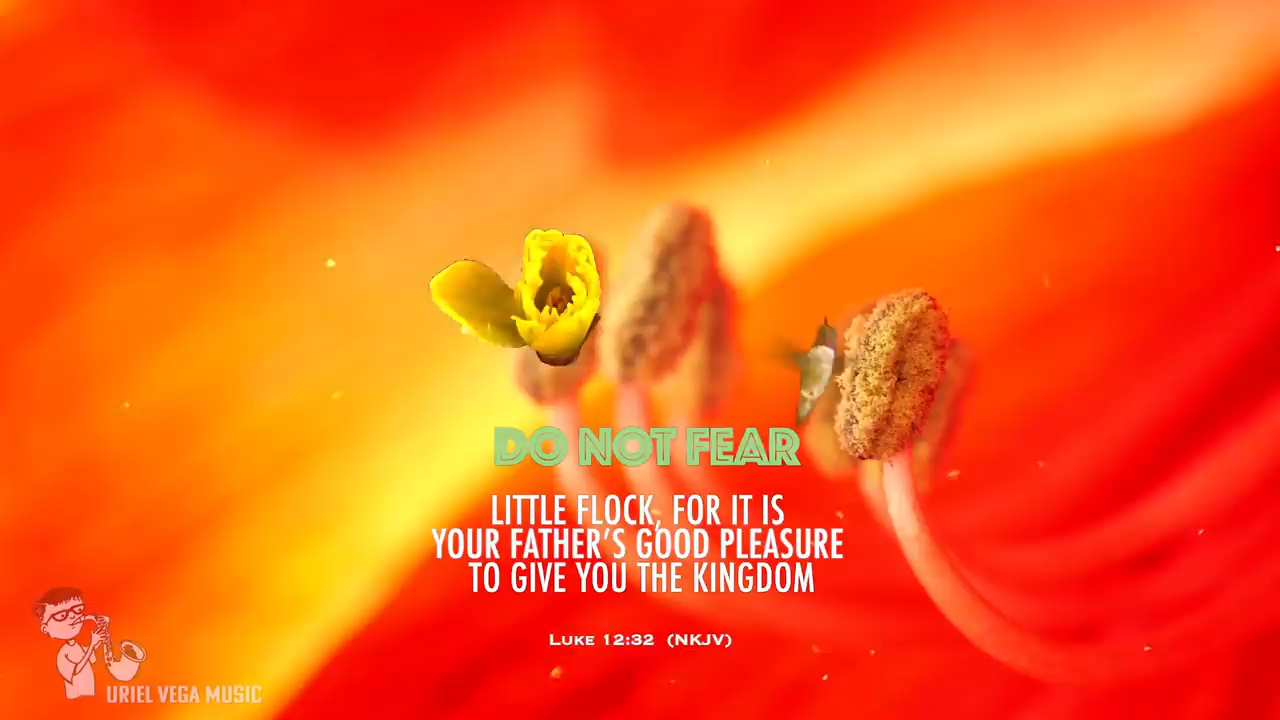 DO NOT FEAR
LITTLE FLOCK, FOR IT IS
YOUR FATHER'S GOOD PLEASURE
TO GIVE YOU THE KINGDOM
LUKE 12:32 (NKJV)
URIEL VEGA MUSIC